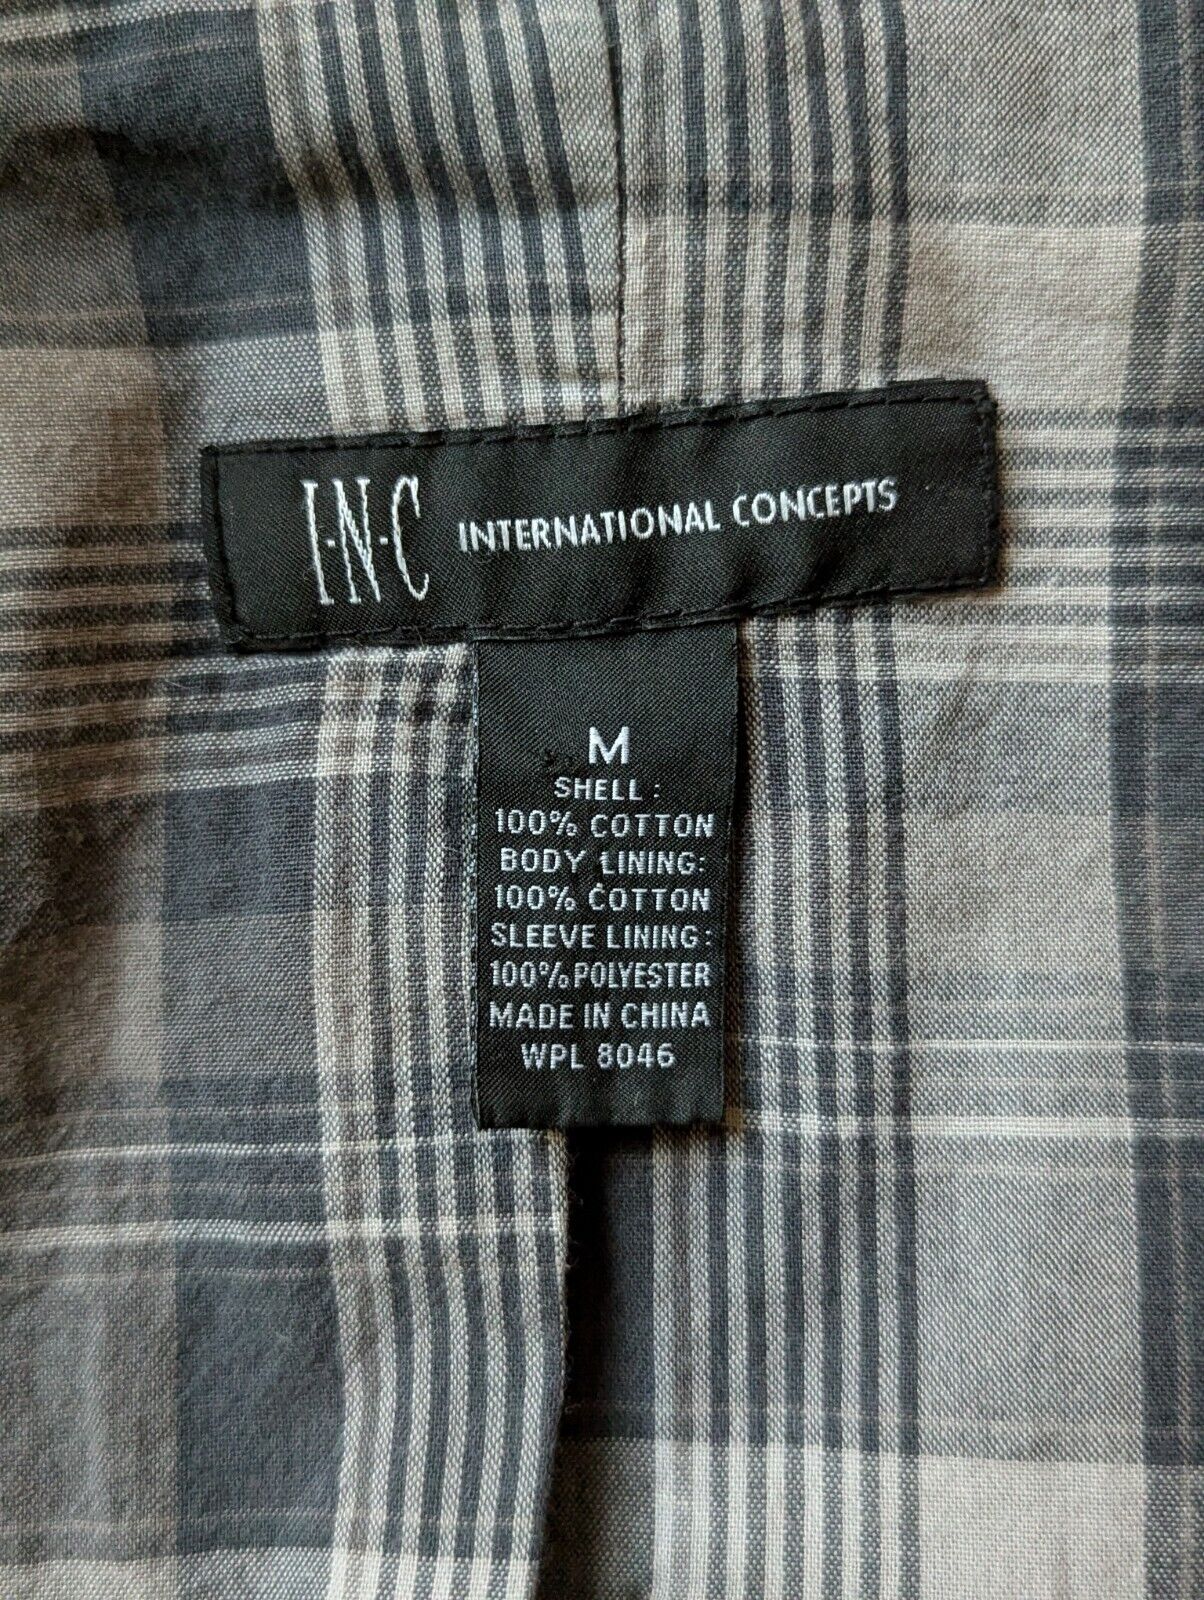 I·N·C INTERNATIONAL CONCEPTS
M
SHELL :
100% COTTON
BODY LINING:
100% COTTON
SLEEVE LINING:
100% POLYESTER
MADE IN CHINA
WPL 8046